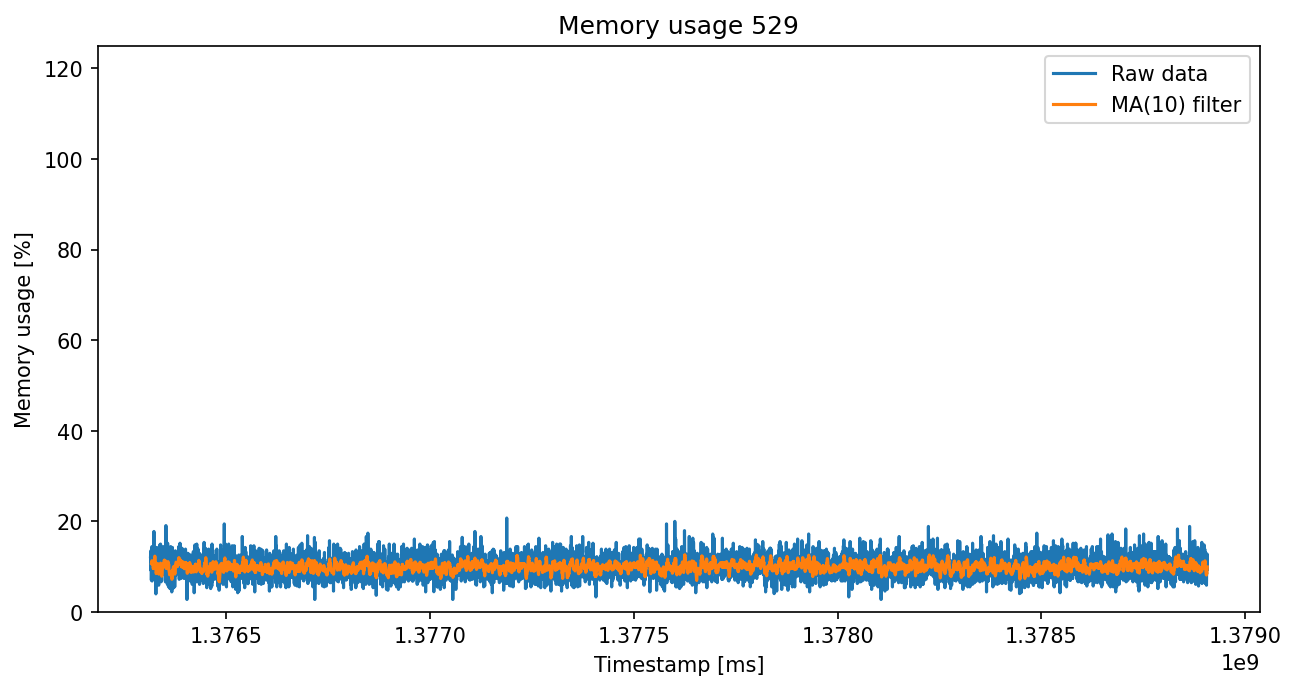 Memory usage 529
Raw data
MA(10) filter
Memory usage [%]
120
100
80
60
40
20
0
1.3765 1.3770 1.3775 1.3780 1.3785 1.3790
1e9
Timestamp [ms]